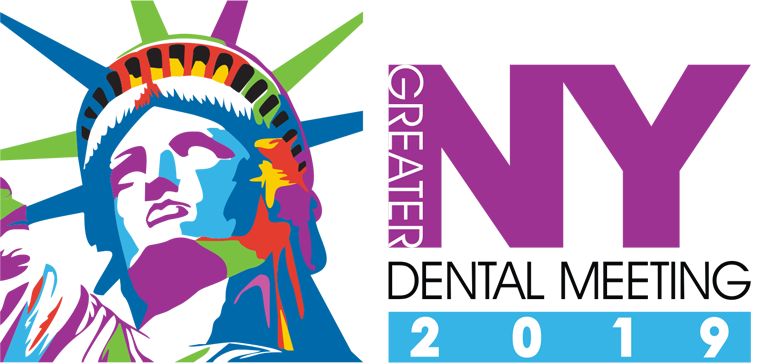 GREATER
NY
DENTAL MEETING
2019